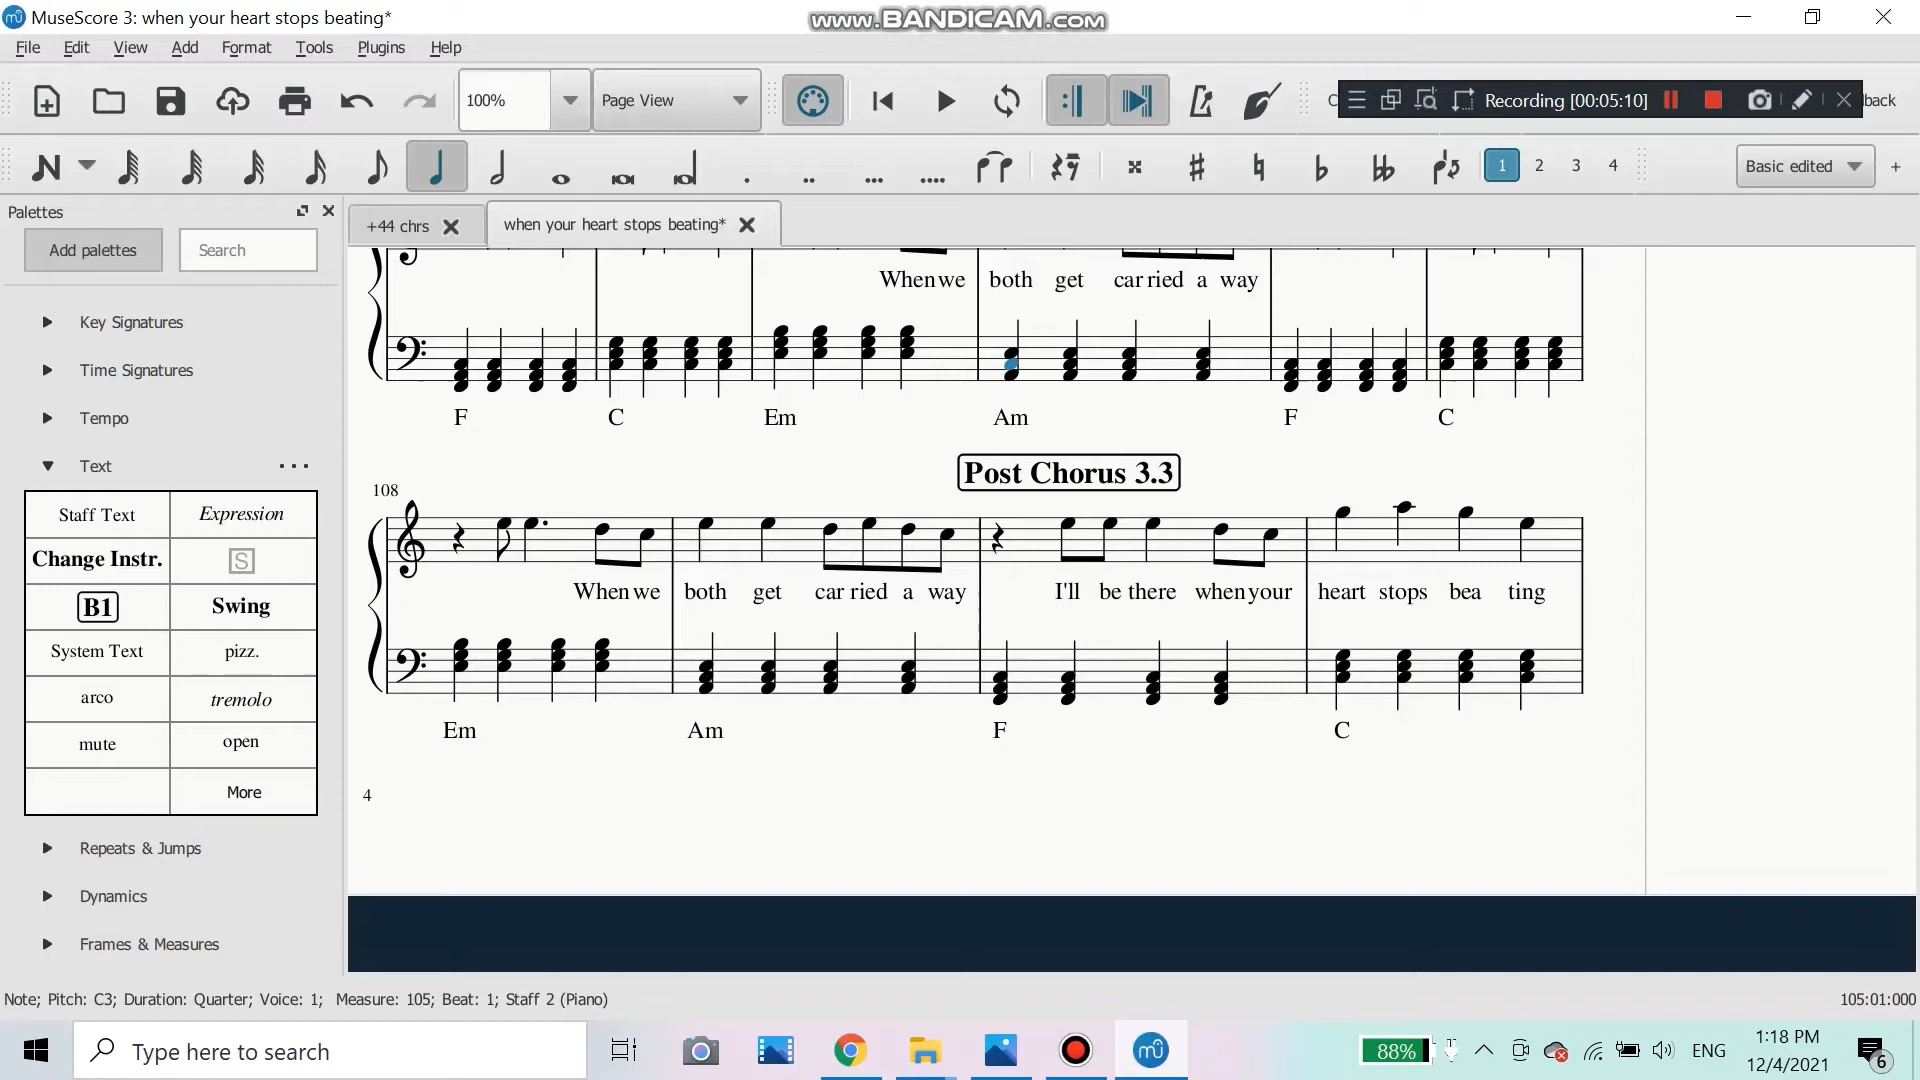 MuseScore 3: when your heart stops beating*
www.BANDICAM.com
File Edit View Add Format Tools Plugins Help
100% Page View
Recording [00:05:10]
back
1 2 3 4 Basic edited +
Palettes
+44 chrs when your heart stops beating*
Add palettes Search
Key Signatures
Time Signatures
Tempo
Text
Staff Text Expression
Change Instr. S
B1 Swing
System Text pizz.
arco tremolo
mute open
More
Repeats & Jumps
Dynamics
Frames & Measures
When we both get car ried a way
F C Em Am F C
Post Chorus 3.3
108
When we both get car ried a way I'll be there when your heart stops bea ting
Em Am F C
4
Note; Pitch: C3; Duration: Quarter; Voice: 1; Measure: 105; Beat: 1; Staff 2 (Piano) 105:01:000
Type here to search
88%
ENG
1:18 PM
12/4/2021
6